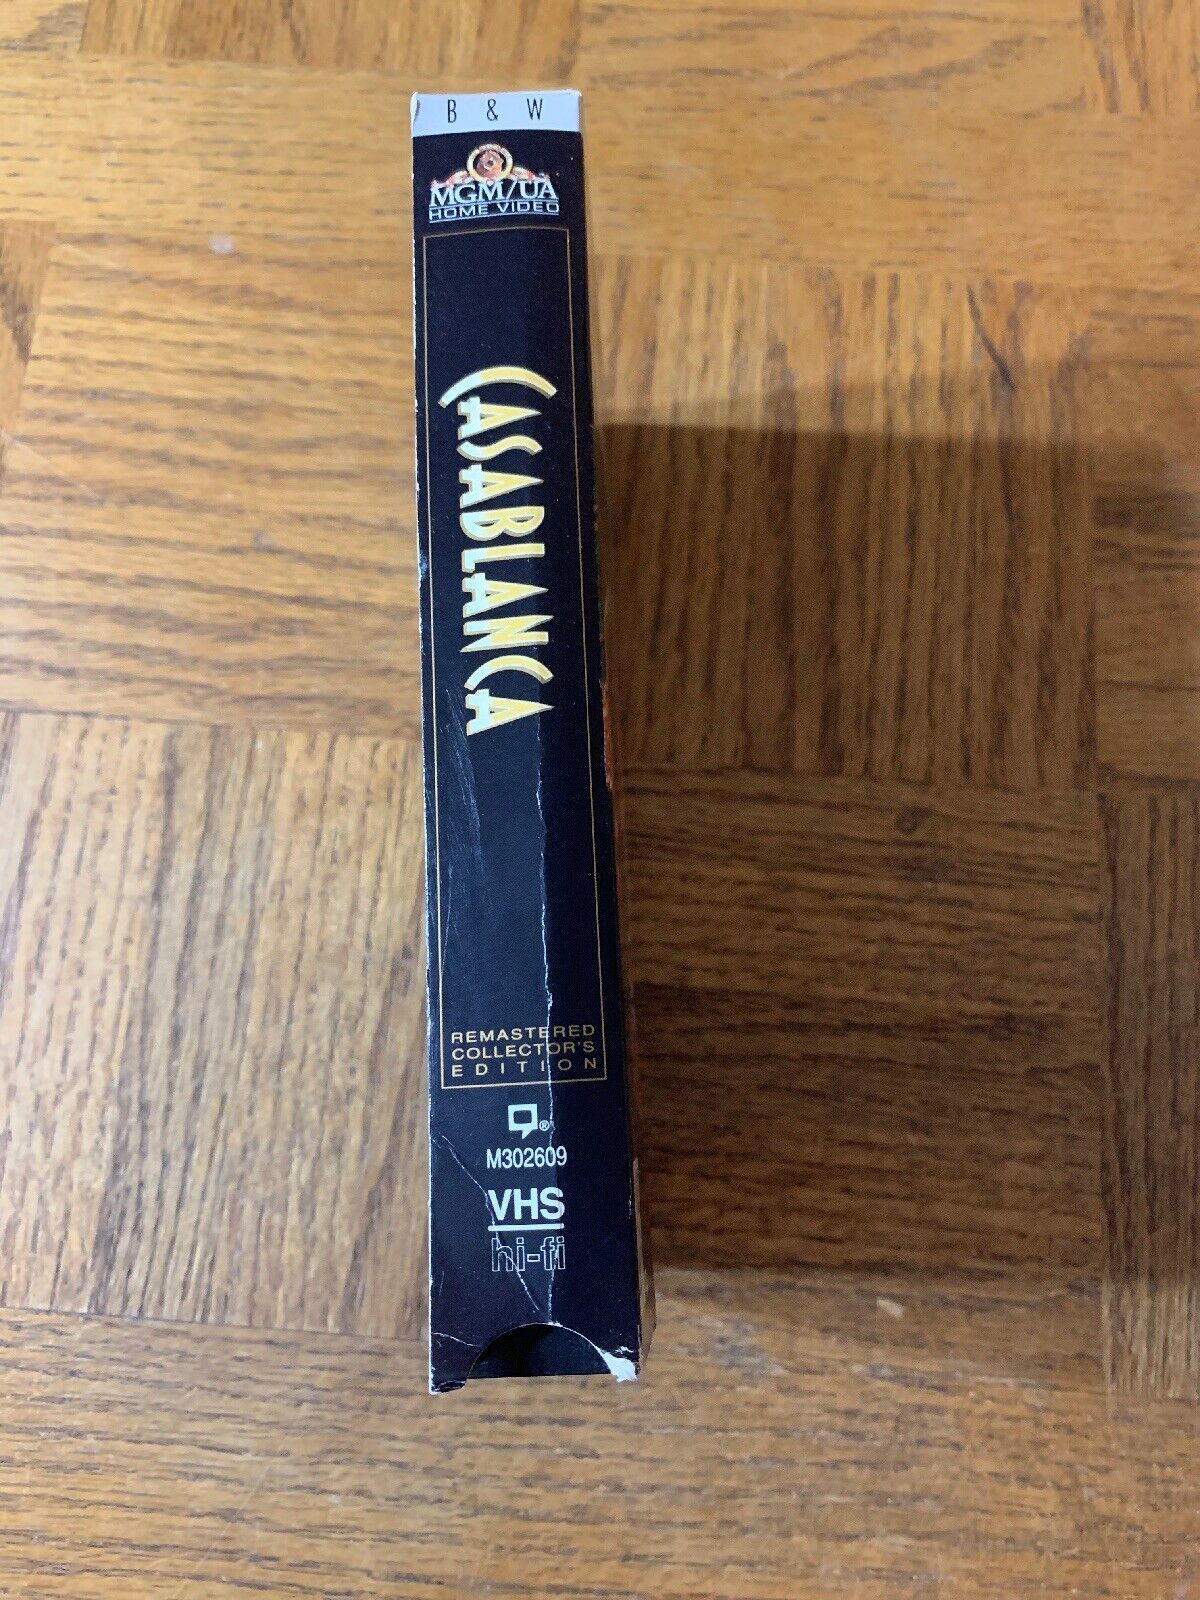 B & W
MGM/UA
HOME VIDEO
CASABLANCA
REMASTERED
COLLECTOR'S
EDITION
®
M302609
VHS
hi-fi